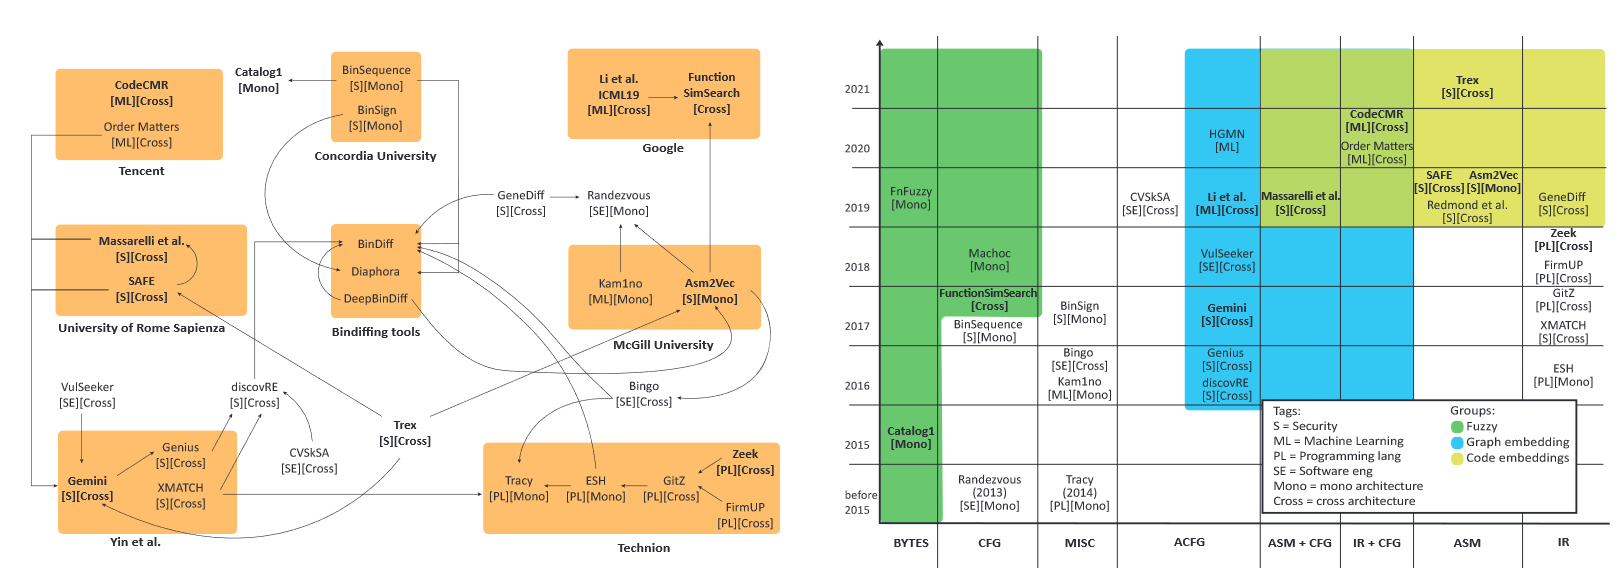 CodeCMR
[ML][Cross]
Order Matters
[ML][Cross]
Tencent
Catalog1
[Mono]
BinSequence
[S][Mono]
BinSign
[S][Mono]
Concordia University
Li et al.
ICML19
[ML][Cross]
Function
SimSearch
[Cross]
Google
GeneDiff
[S][Cross]
Randezvous
[SE][Mono]
Massarelli et al.
[S][Cross]
SAFE
[S][Cross]
University of Rome Sapienza
BinDiff
Diaphora
DeepBinDiff
Bindiffing tools
Kam1no
[ML][Mono]
Asm2Vec
[S][Mono]
McGill University
VulSeeker
[SE][Cross]
discovRE
[S][Cross]
Bingo
[SE][Cross]
Trex
[S][Cross]
CVSkSA
[SE][Cross]
Genius
[S][Cross]
Gemini
[S][Cross]
XMATCH
[S][Cross]
Yin et al.
Tracy
[PL][Mono]
ESH
[PL][Mono]
GitZ
[PL][Cross]
Zeek
[PL][Cross]
FirmUP
[PL][Cross]
Technion
2021
Trex
[S][Cross]
2020
HGMN
[ML]
CodeCMR
[ML][Cross]
Order Matters
[ML][Cross]
2019
FnFuzzy
[Mono]
CVSkSA
[SE][Cross]
Li et al.
[ML][Cross]
Massarelli et al.
[S][Cross]
SAFE Asm2Vec
[S][Cross] [S][Mono]
Redmond et al.
[S][Cross]
GeneDiff
[S][Cross]
2018
Machoc
[Mono]
VulSeeker
[SE][Cross]
Zeek
[PL][Cross]
FirmUP
[PL][Cross]
2017
FunctionSimSearch
[Cross]
BinSequence
[S][Mono]
BinSign
[S][Mono]
Gemini
[S][Cross]
GitZ
[PL][Cross]
XMATCH
[S][Cross]
2016
Bingo
[SE][Cross]
Kam1no
[ML][Mono]
Genius
[S][Cross]
discovRE
[S][Cross]
ESH
[PL][Mono]
2015
Catalog1
[Mono]
before
2015
Randezvous
(2013)
[SE][Mono]
Tracy
(2014)
[PL][Mono]
Tags:
S = Security
ML = Machine Learning
PL = Programming lang
SE = Software eng
Mono = mono architecture
Cross = cross architecture
Groups:
Fuzzy
Graph embedding
Code embeddings
BYTES CFG MISC ACFG ASM + CFG IR + CFG ASM IR